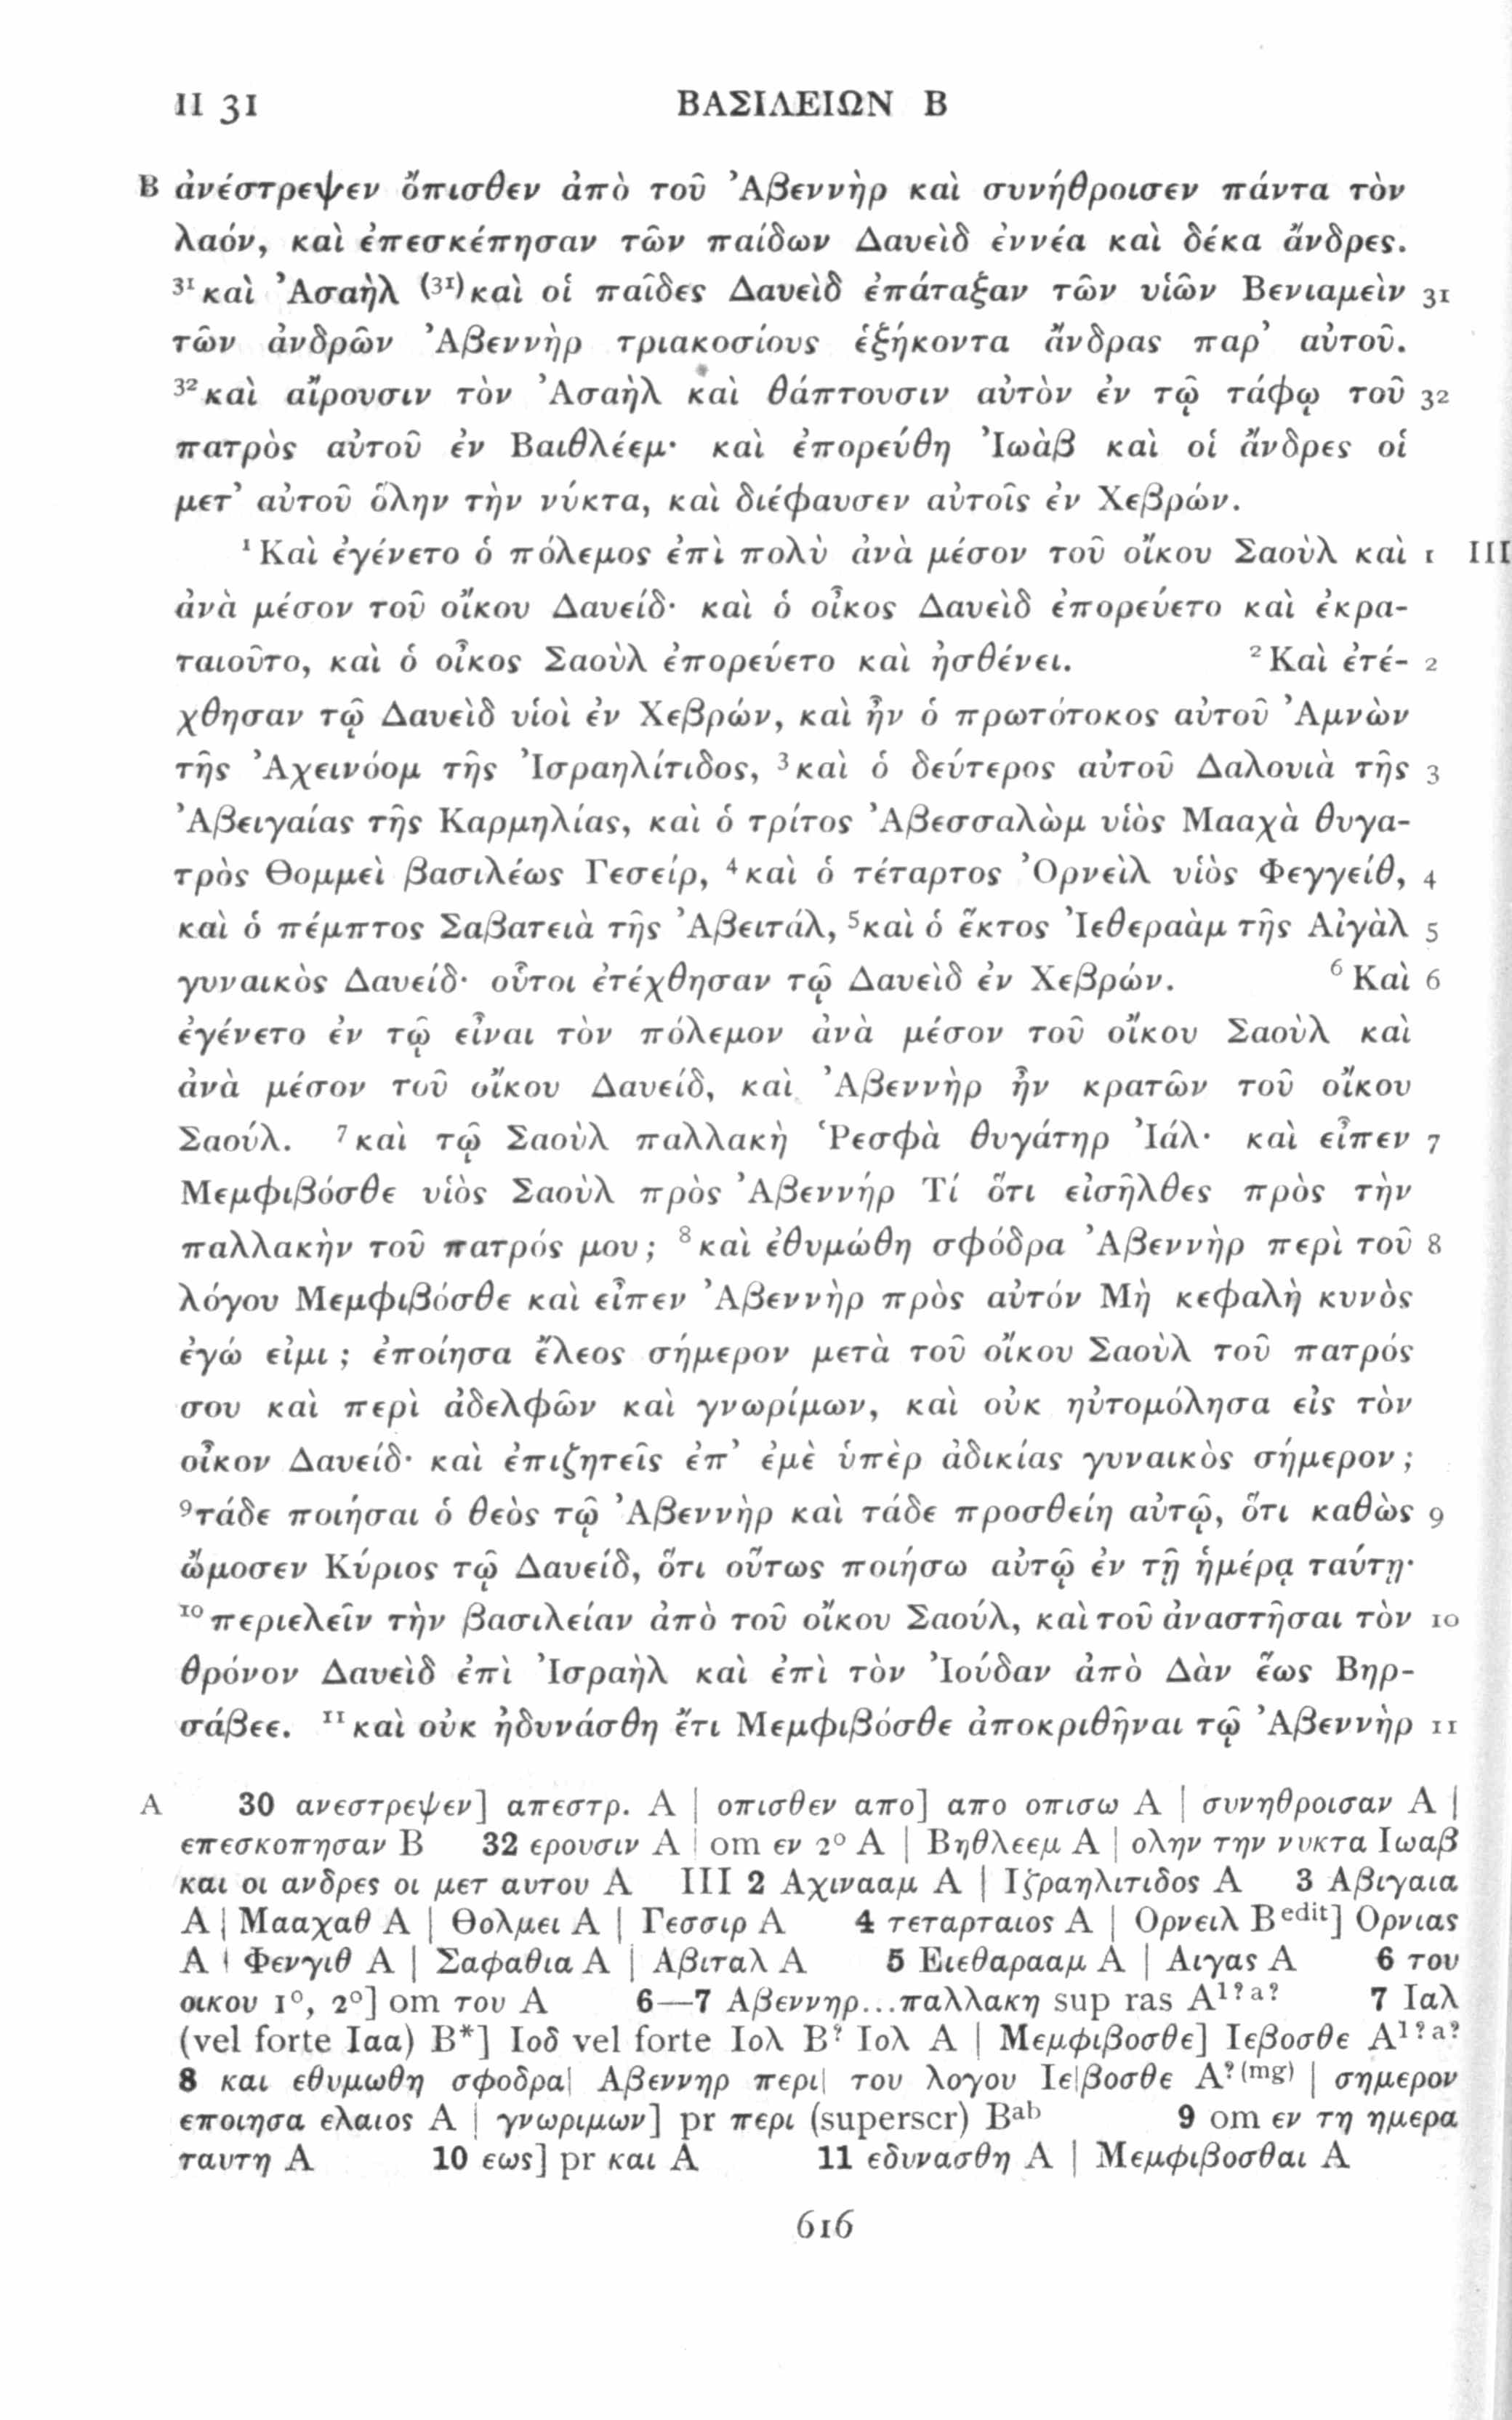 II 31 ΒΑΣΙΛΕΙΩΝ Β
B ἀνέστρεψεν ὄπισθεν ἀπὸ τοῦ Ἀβεννὴρ καὶ συνήθροισεν πάντα τὸν
λαόν, καὶ ἐπεσκέπησαν τῶν παίδων Δαυεὶδ ἐννέα καὶ δέκα ἄνδρες.
³¹ καὶ Ἀσαὴλ ⁽³¹⁾ καὶ οἱ παῖδες Δαυεὶδ ἐπάταξαν τῶν υἱῶν Βενιαμεὶν 31
τῶν ἀνδρῶν Ἀβεννὴρ τριακοσίους ἑξήκοντα ἄνδρας παρ’ αὐτοῦ.
³² καὶ αἴρουσιν τὸν Ἀσαὴλ καὶ θάπτουσιν αὐτὸν ἐν τῷ τάφῳ τοῦ 32
πατρὸς αὐτοῦ ἐν Βαιθλέεμ· καὶ ἐπορεύθη Ἰωὰβ καὶ οἱ ἄνδρες οἱ
μετ’ αὐτοῦ ὅλην τὴν νύκτα, καὶ διέφαυσεν αὐτοῖς ἐν Χεβρών.
¹ Καὶ ἐγένετο ὁ πόλεμος ἐπὶ πολὺ ἀνὰ μέσον τοῦ οἴκου Σαοὺλ καὶ 1 III
ἀνὰ μέσον τοῦ οἴκου Δαυείδ· καὶ ὁ οἶκος Δαυεὶδ ἐπορεύετο καὶ ἐκρα-
ταιοῦτο, καὶ ὁ οἶκος Σαοὺλ ἐπορεύετο καὶ ἠσθένει. ² Καὶ ἐτέ- 2
χθησαν τῷ Δαυεὶδ υἱοὶ ἐν Χεβρών, καὶ ἦν ὁ πρωτότοκος αὐτοῦ Ἀμνὼν
τῆς Ἀχεινόομ τῆς Ἰσραηλίτιδος, ³ καὶ ὁ δεύτερος αὐτοῦ Δαλουιὰ τῆς 3
Ἀβειγαίας τῆς Καρμηλίας, καὶ ὁ τρίτος Ἀβεσσαλὼμ υἱὸς Μααχὰ θυγα-
τρὸς Θομμεὶ βασιλέως Γεσείρ, ⁴ καὶ ὁ τέταρτος Ὀρνεὶλ υἱὸς Φεγγείθ, 4
καὶ ὁ πέμπτος Σαβατειὰ τῆς Ἀβειτάλ, ⁵ καὶ ὁ ἕκτος Ἰεθεραὰμ τῆς Αἰγὰλ 5
γυναικὸς Δαυείδ· οὗτοι ἐτέχθησαν τῷ Δαυεὶδ ἐν Χεβρών. ⁶ Καὶ 6
ἐγένετο ἐν τῷ εἶναι τὸν πόλεμον ἀνὰ μέσον τοῦ οἴκου Σαοὺλ καὶ
ἀνὰ μέσον τοῦ οἴκου Δαυείδ, καὶ Ἀβεννὴρ ἦν κρατῶν τοῦ οἴκου
Σαούλ. ⁷ καὶ τῷ Σαοὺλ παλλακὴ Ῥεσφὰ θυγάτηρ Ἰάλ· καὶ εἶπεν 7
Μεμφιβόσθε υἱὸς Σαοὺλ πρὸς Ἀβεννήρ Τί ὅτι εἰσῆλθες πρὸς τὴν
παλλακὴν τοῦ πατρός μου; ⁸ καὶ ἐθυμώθη σφόδρα Ἀβεννὴρ περὶ τοῦ 8
λόγου Μεμφιβόσθε καὶ εἶπεν Ἀβεννὴρ πρὸς αὐτόν Μὴ κεφαλὴ κυνὸς
ἐγώ εἰμι; ἐποίησα ἔλεος σήμερον μετὰ τοῦ οἴκου Σαοὺλ τοῦ πατρός
σου καὶ περὶ ἀδελφῶν καὶ γνωρίμων, καὶ οὐκ ηὐτομόλησα εἰς τὸν
οἶκον Δαυείδ· καὶ ἐπιζητεῖς ἐπ’ ἐμὲ ὑπὲρ ἀδικίας γυναικὸς σήμερον;
⁹ τάδε ποιήσαι ὁ θεὸς τῷ Ἀβεννὴρ καὶ τάδε προσθείη αὐτῷ, ὅτι καθὼς 9
ὤμοσεν Κύριος τῷ Δαυείδ, ὅτι οὕτως ποιήσω αὐτῷ ἐν τῇ ἡμέρᾳ ταύτῃ·
¹⁰ περιελεῖν τὴν βασιλείαν ἀπὸ τοῦ οἴκου Σαούλ, καὶ τοῦ ἀναστῆσαι τὸν 10
θρόνον Δαυεὶδ ἐπὶ Ἰσραὴλ καὶ ἐπὶ τὸν Ἰούδαν ἀπὸ Δὰν ἕως Βηρ-
σάβεε. ¹¹ καὶ οὐκ ἠδυνάσθη ἔτι Μεμφιβόσθε ἀποκριθῆναι τῷ Ἀβεννὴρ 11
A 30 ανεστρεψεν] απεστρ. A | οπισθεν απο] απο οπισω A | συνηθροισαν A |
επεσκοπησαν B 32 ερουσιν A | om εν 2° A | Βηθλεεμ A | ολην την νυκτα Ιωαβ
και οι ανδρες οι μετ αυτου A III 2 Αχινααμ A | Ιζραηλιτιδος A 3 Αβιγαια
A | Μααχαθ A | Θολμει A | Γεσσιρ A 4 τεταρταιος A | Ορνειλ Bᵉᵈⁱᵗ] Ορνιας
A | Φενγιθ A | Σαφαθια A | Αβιταλ A 5 Ειεθαρααμ A | Αιγας A 6 του
οικου 1°, 2°] om του A 6—7 Αβεννηρ...παλλακη sup ras A¹ˀᵃˀ 7 Ιαλ
(vel forte Ιαα) B*] Ιοδ vel forte Ιολ Bˀ Ιολ A | Μεμφιβοσθε] Ιεβοσθε A¹ˀᵃˀ
8 και εθυμωθη σφοδρα| Αβεννηρ περι| του λογου Ιε|βοσθε Aˀ⁽ᵐᵍ⁾ | σημερον
εποιησα ελαιος A | γνωριμων] pr περι (superscr) Bᵃᵇ 9 om εν τη ημερα
ταυτη A 10 εως] pr και A 11 εδυνασθη A | Μεμφιβοσθαι A
616